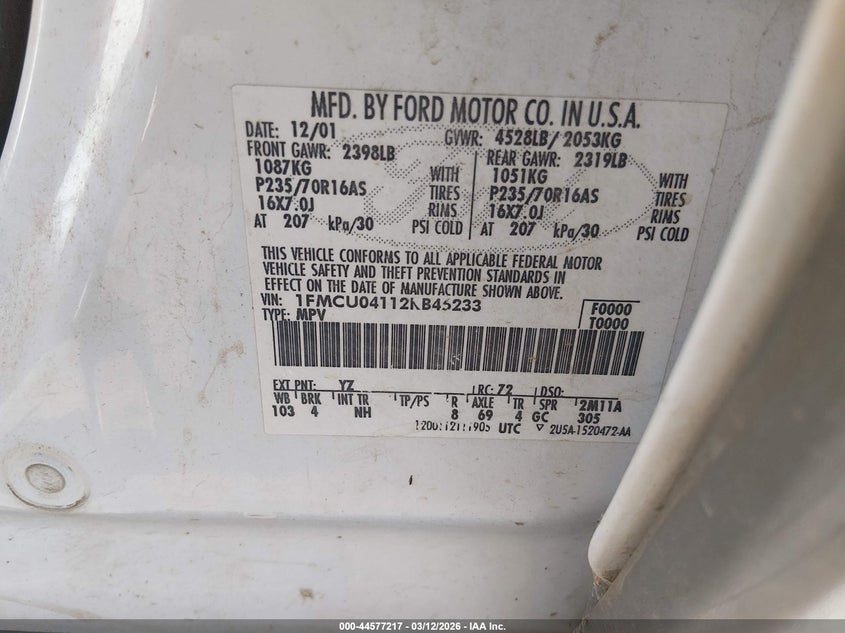 MFD. BY FORD MOTOR CO. IN U.S.A.
DATE: 12/01 GVWR: 4528LB/ 2053KG
FRONT GAWR: 2398LB REAR GAWR: 2319LB
1087KG WITH 1051KG WITH
P235/70R16AS TIRES P235/70R16AS TIRES
16X7.0J RIMS 16X7.0J RIMS
AT 207 kPa/30 PSI COLD AT 207 kPa/30 PSI COLD
THIS VEHICLE CONFORMS TO ALL APPLICABLE FEDERAL MOTOR
VEHICLE SAFETY AND THEFT PREVENTION STANDARDS IN
EFFECT ON THE DATE OF MANUFACTURE SHOWN ABOVE.
VIN: 1FMCU04112KB45233 F0000
TYPE: MPV T0000
EXT PNT: YZ RC: 72 DSO:
WB BRK INT TR TP/PS R AXLE TR SPR 2M11A
103 4 NH 8 69 4 GC 305
UTC ▽ 2U5A-1520472-AA
000-44577217 - 03/12/2026 - IAA Inc.